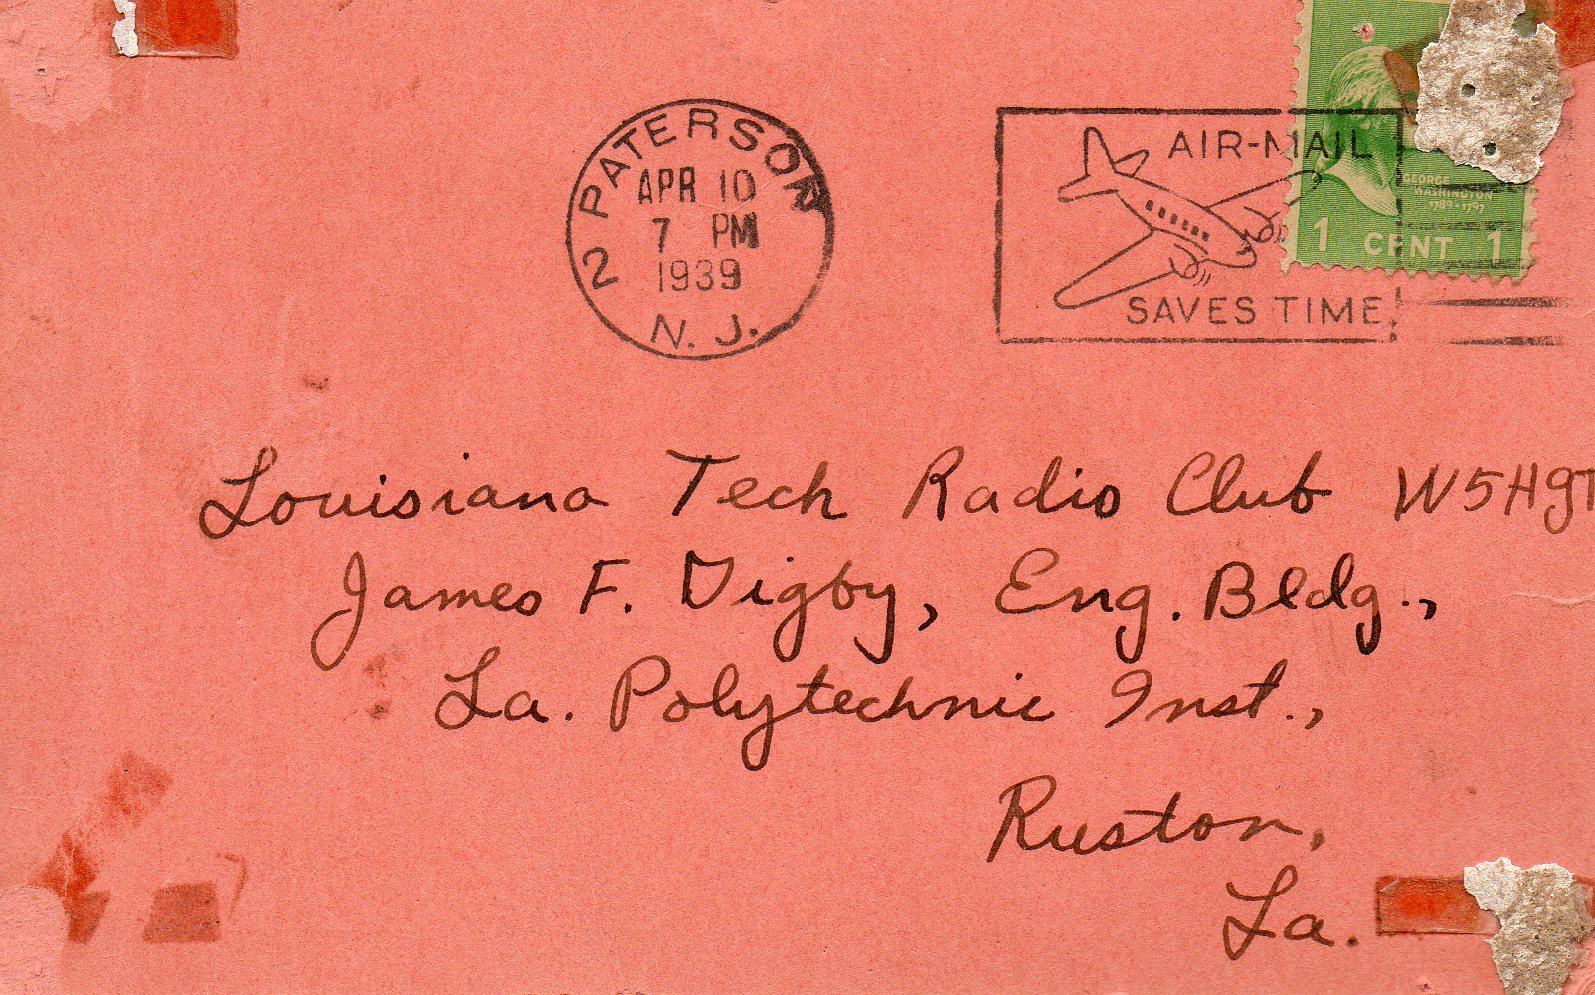 2 PATERSON
APR 10
7 PM
1939
N. J.
AIR-MAIL
SAVES TIME
GEORGE
WASHINGTON
1789-1797
1 CENT 1
Louisiana Tech Radio Club W5HGT
James F. Digby, Eng. Bldg.,
La. Polytechnic Inst.,
Ruston,
La.